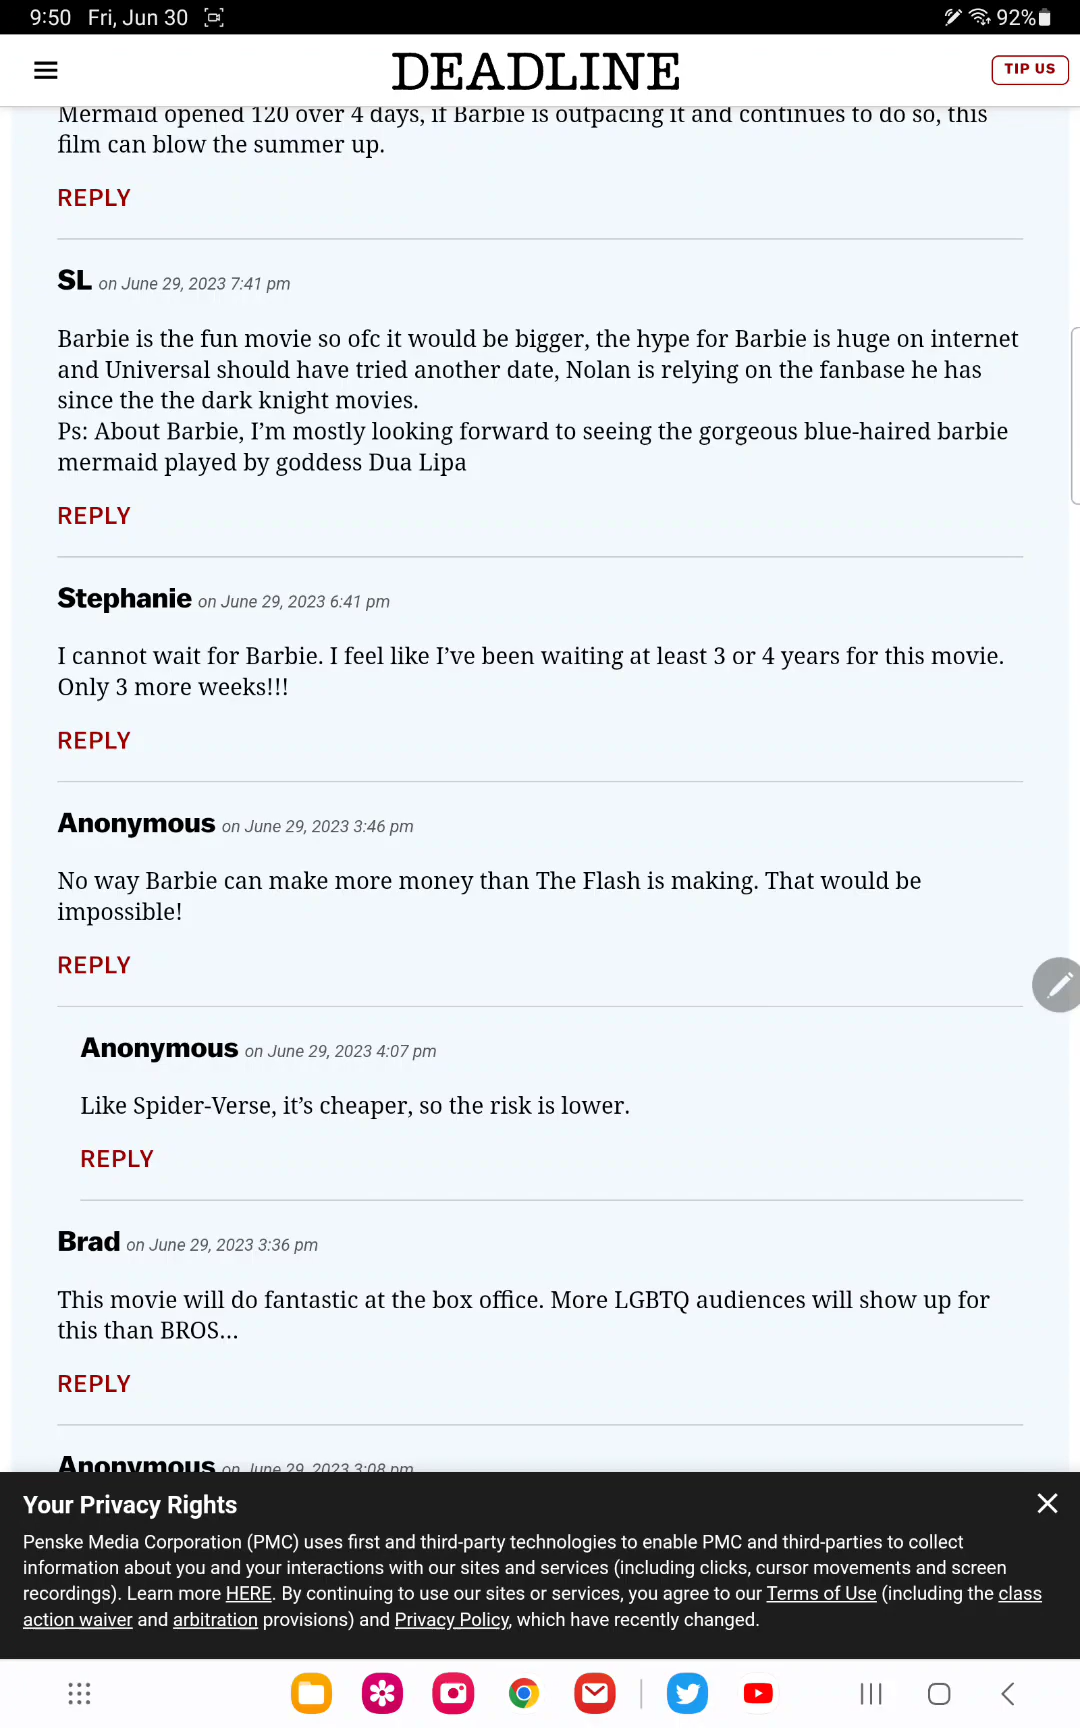 9:50 Fri, Jun 30
92%
DEADLINE
TIP US
Mermaid opened 120 over 4 days, if Barbie is outpacing it and continues to do so, this
film can blow the summer up.
REPLY
SL on June 29, 2023 7:41 pm
Barbie is the fun movie so ofc it would be bigger, the hype for Barbie is huge on internet
and Universal should have tried another date, Nolan is relying on the fanbase he has
since the the dark knight movies.
Ps: About Barbie, I’m mostly looking forward to seeing the gorgeous blue-haired barbie
mermaid played by goddess Dua Lipa
REPLY
Stephanie on June 29, 2023 6:41 pm
I cannot wait for Barbie. I feel like I’ve been waiting at least 3 or 4 years for this movie.
Only 3 more weeks!!!
REPLY
Anonymous on June 29, 2023 3:46 pm
No way Barbie can make more money than The Flash is making. That would be
impossible!
REPLY
Anonymous on June 29, 2023 4:07 pm
Like Spider-Verse, it’s cheaper, so the risk is lower.
REPLY
Brad on June 29, 2023 3:36 pm
This movie will do fantastic at the box office. More LGBTQ audiences will show up for
this than BROS...
REPLY
Anonymous on June 29, 2023 3:08 pm
Your Privacy Rights
Penske Media Corporation (PMC) uses first and third-party technologies to enable PMC and third-parties to collect
information about you and your interactions with our sites and services (including clicks, cursor movements and screen
recordings). Learn more HERE. By continuing to use our sites or services, you agree to our Terms of Use (including the class
action waiver and arbitration provisions) and Privacy Policy, which have recently changed.